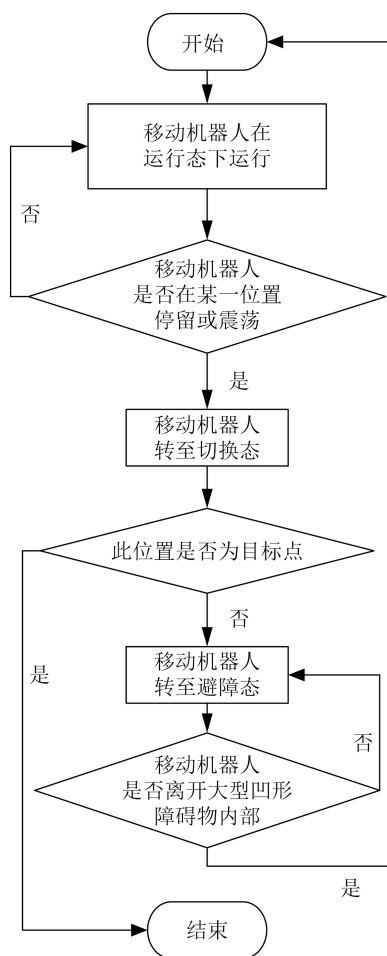 开始
移动机器人在
运行态下运行
否
移动机器人
是否在某一位置
停留或震荡
是
移动机器人
转至切换态
此位置是否为目标点
否
是
移动机器人
转至避障态
否
移动机器人
是否离开大型凹形
障碍物内部
是
结束